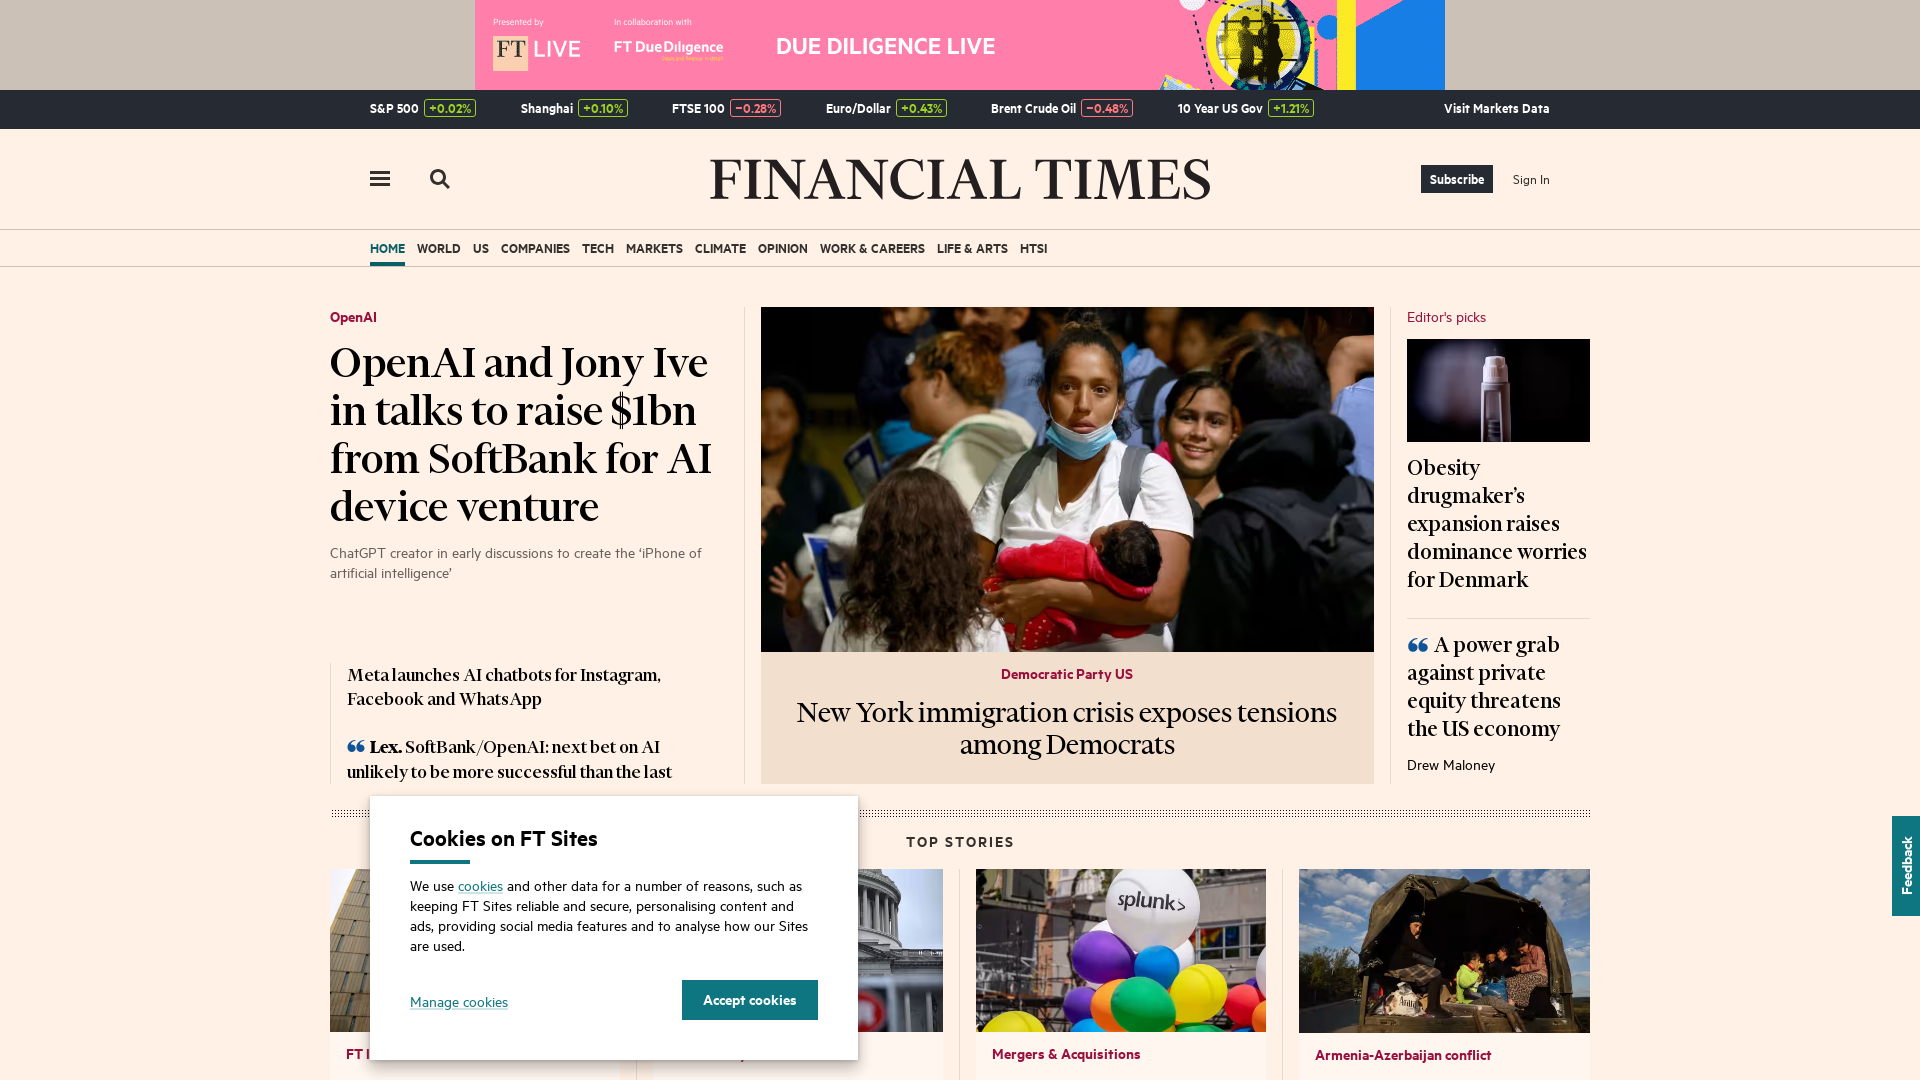 Presented by
FT LIVE
In collaboration with
FT Due Diligence
DUE DILIGENCE LIVE
S&P 500 +0.02%
Shanghai +0.10%
FTSE 100 −0.28%
Euro/Dollar +0.43%
Brent Crude Oil −0.48%
10 Year US Gov +1.21%
Visit Markets Data
FINANCIAL TIMES
Subscribe
Sign In
HOME WORLD US COMPANIES TECH MARKETS CLIMATE OPINION WORK & CAREERS LIFE & ARTS HTSI
OpenAI
OpenAI and Jony Ive
in talks to raise $1bn
from SoftBank for AI
device venture
ChatGPT creator in early discussions to create the ‘iPhone of
artificial intelligence’
Meta launches AI chatbots for Instagram,
Facebook and WhatsApp
Lex. SoftBank/OpenAI: next bet on AI
unlikely to be more successful than the last
Democratic Party US
New York immigration crisis exposes tensions
among Democrats
Editor's picks
Obesity
drugmaker’s
expansion raises
dominance worries
for Denmark
“ A power grab
against private
equity threatens
the US economy
Drew Maloney
TOP STORIES
Cookies on FT Sites
We use cookies and other data for a number of reasons, such as
keeping FT Sites reliable and secure, personalising content and
ads, providing social media features and to analyse how our Sites
are used.
Manage cookies
Accept cookies
splunk>
FT
Mergers & Acquisitions
Armenia-Azerbaijan conflict
Feedback